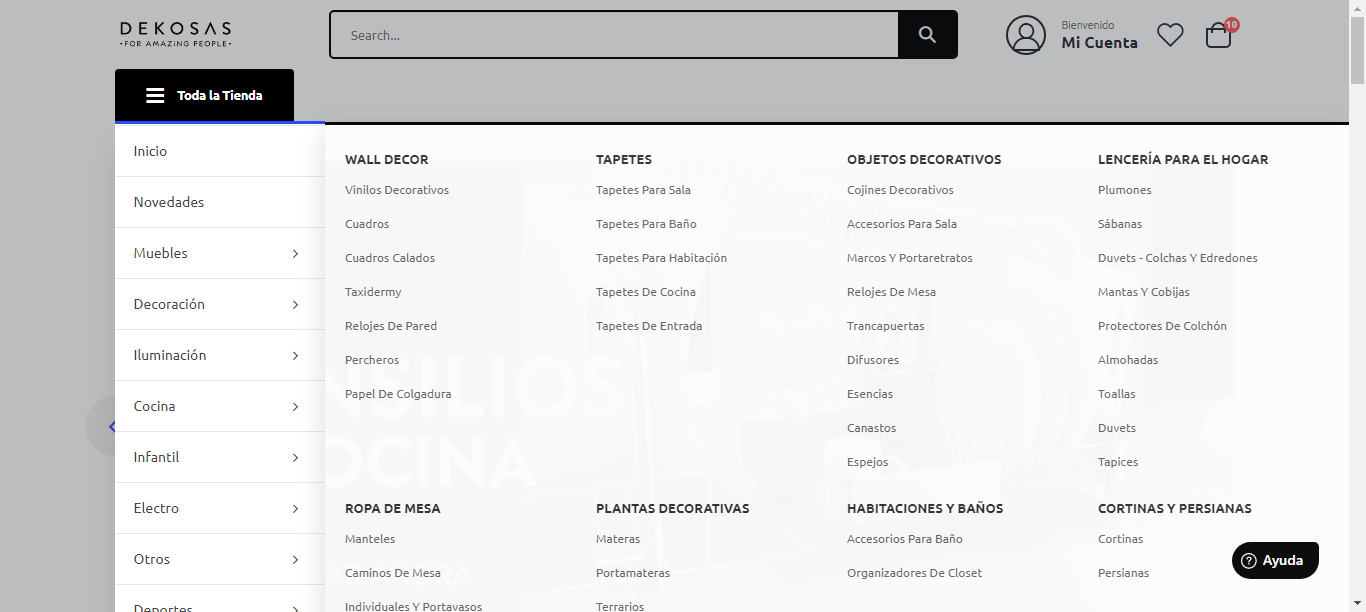 DEKOSAS
•FOR AMAZING PEOPLE•
Search...
Bienvenido
Mi Cuenta
10
Toda la Tienda
Inicio
Novedades
Muebles
Decoración
Iluminación
Cocina
Infantil
Electro
Otros
Deportes
WALL DECOR
Vinilos Decorativos
Cuadros
Cuadros Calados
Taxidermy
Relojes De Pared
Percheros
Papel De Colgadura
TAPETES
Tapetes Para Sala
Tapetes Para Baño
Tapetes Para Habitación
Tapetes De Cocina
Tapetes De Entrada
OBJETOS DECORATIVOS
Cojines Decorativos
Accesorios Para Sala
Marcos Y Portaretratos
Relojes De Mesa
Trancapuertas
Difusores
Esencias
Canastos
Espejos
LENCERÍA PARA EL HOGAR
Plumones
Sábanas
Duvets - Colchas Y Edredones
Mantas Y Cobijas
Protectores De Colchón
Almohadas
Toallas
Duvets
Tapices
ROPA DE MESA
Manteles
Caminos De Mesa
Individuales Y Portavasos
PLANTAS DECORATIVAS
Materas
Portamateras
Terrarios
HABITACIONES Y BAÑOS
Accesorios Para Baño
Organizadores De Closet
CORTINAS Y PERSIANAS
Cortinas
Persianas
NSILIOS
OCINA
Ayuda